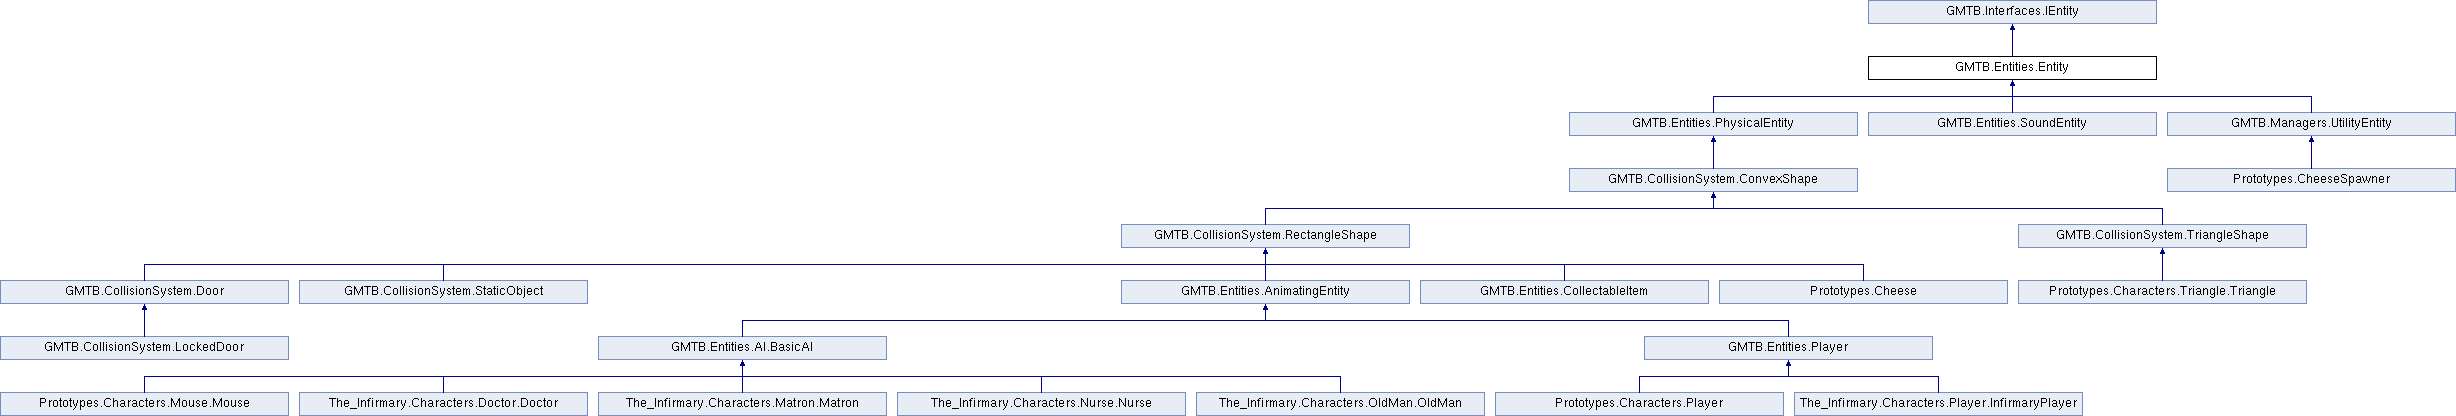 GMTB.Interfaces.IEntity
GMTB.Entities.Entity
GMTB.Entities.PhysicalEntity
GMTB.Entities.SoundEntity
GMTB.Managers.UtilityEntity
GMTB.CollisionSystem.ConvexShape
Prototypes.CheeseSpawner
GMTB.CollisionSystem.RectangleShape
GMTB.CollisionSystem.TriangleShape
GMTB.CollisionSystem.Door
GMTB.CollisionSystem.StaticObject
GMTB.Entities.AnimatingEntity
GMTB.Entities.CollectableItem
Prototypes.Cheese
Prototypes.Characters.Triangle.Triangle
GMTB.CollisionSystem.LockedDoor
GMTB.Entities.AI.BasicAI
GMTB.Entities.Player
Prototypes.Characters.Mouse.Mouse
The_Infirmary.Characters.Doctor.Doctor
The_Infirmary.Characters.Matron.Matron
The_Infirmary.Characters.Nurse.Nurse
The_Infirmary.Characters.OldMan.OldMan
Prototypes.Characters.Player
The_Infirmary.Characters.Player.InfirmaryPlayer